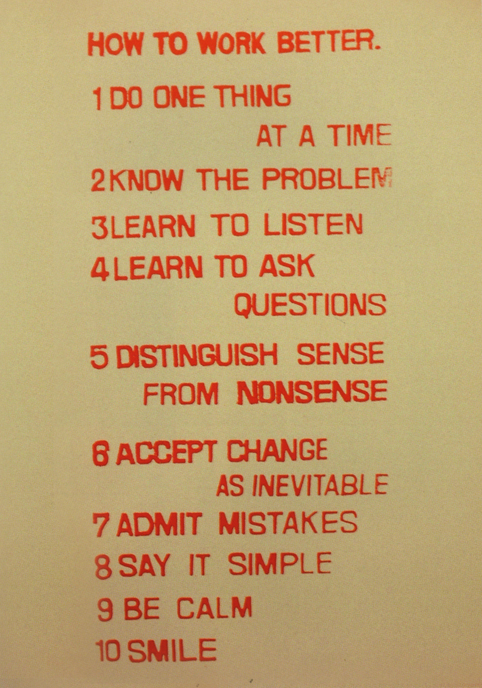 HOW TO WORK BETTER.
1 DO ONE THING
AT A TIME
2 KNOW THE PROBLEM
3 LEARN TO LISTEN
4 LEARN TO ASK
QUESTIONS
5 DISTINGUISH SENSE
FROM NONSENSE
6 ACCEPT CHANGE
AS INEVITABLE
7 ADMIT MISTAKES
8 SAY IT SIMPLE
9 BE CALM
10 SMILE